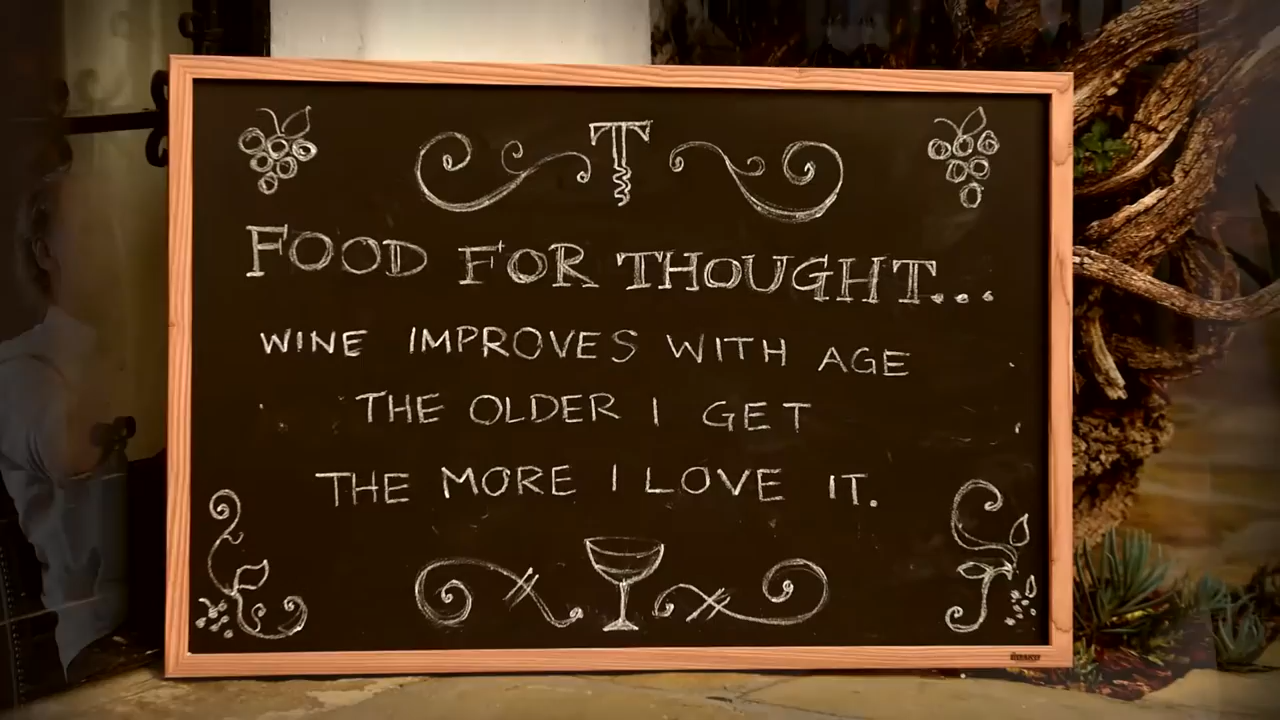 FOOD FOR THOUGHT...
WINE IMPROVES WITH AGE
THE OLDER I GET
THE MORE I LOVE IT.